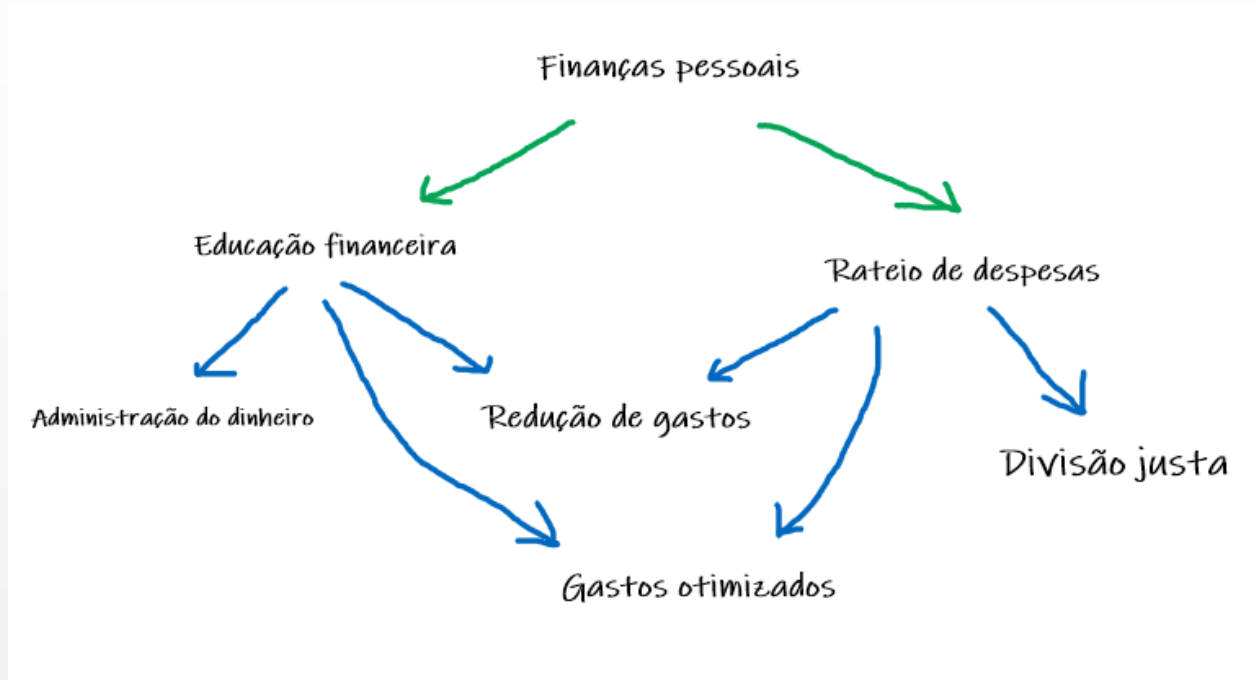 Finanças pessoais
Educação financeira
Rateio de despesas
Administração do dinheiro
Redução de gastos
Divisão justa
Gastos otimizados